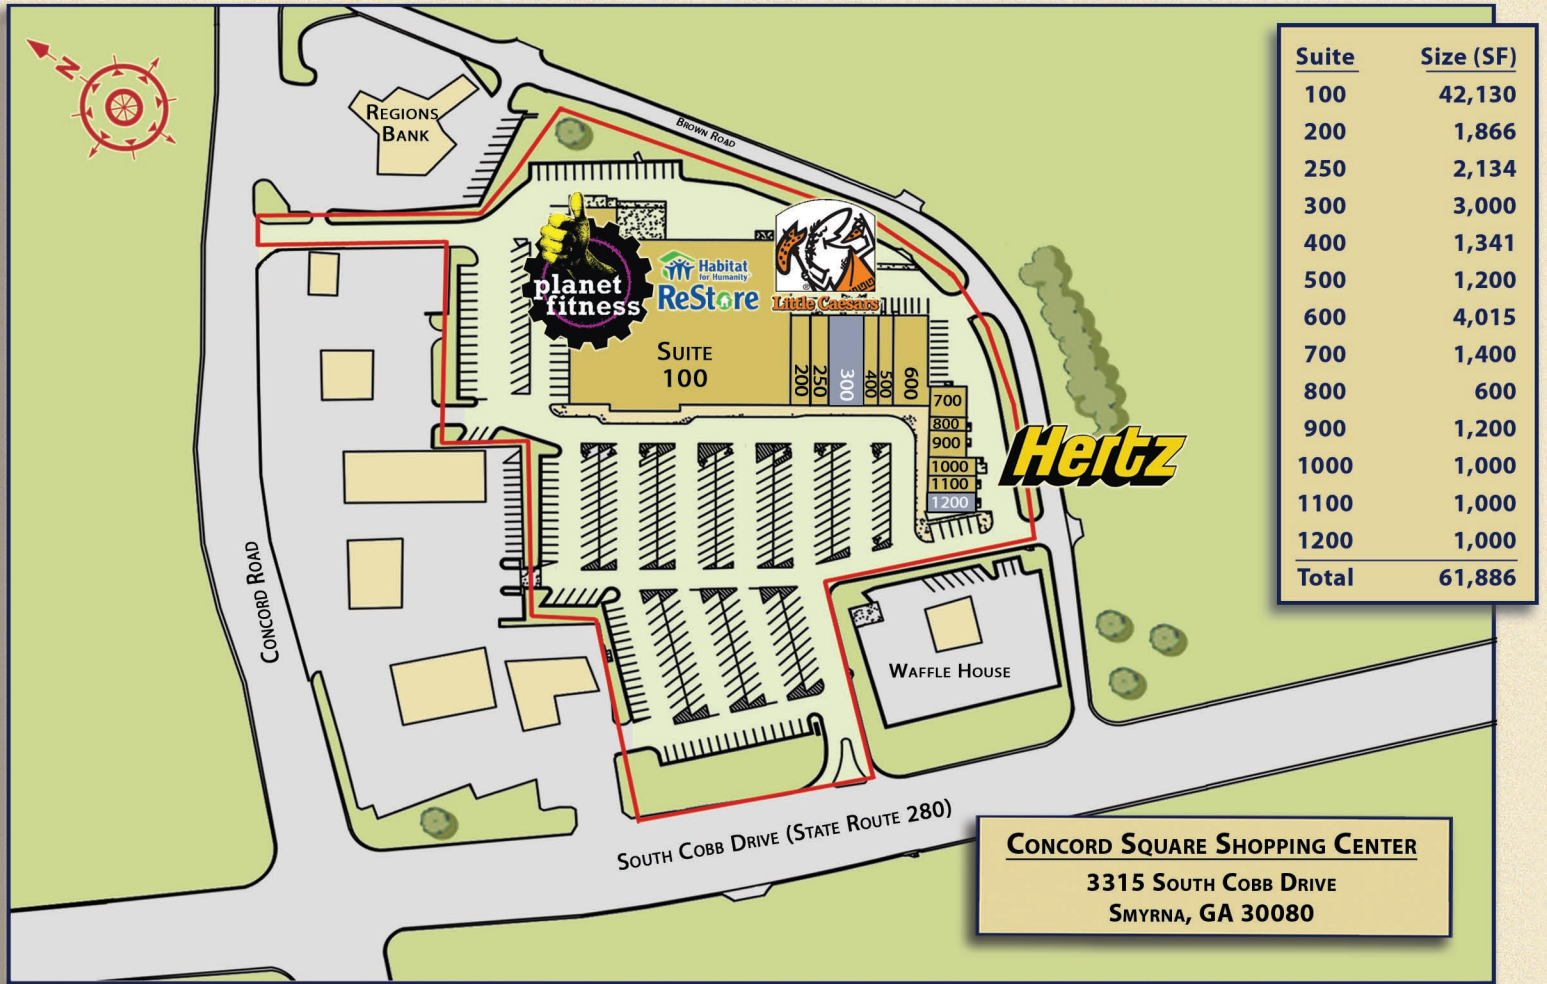 N
REGIONS
BANK
BROWN ROAD
planet
fitness
Habitat
for Humanity®
ReStore
Little Caesars
SUITE
100
200
250
300
400
500
600
700
800
900
1000
1100
1200
Hertz
CONCORD ROAD
WAFFLE HOUSE
SOUTH COBB DRIVE (STATE ROUTE 280)
Suite Size (SF)
100 42,130
200 1,866
250 2,134
300 3,000
400 1,341
500 1,200
600 4,015
700 1,400
800 600
900 1,200
1000 1,000
1100 1,000
1200 1,000
Total 61,886
CONCORD SQUARE SHOPPING CENTER
3315 SOUTH COBB DRIVE
SMYRNA, GA 30080